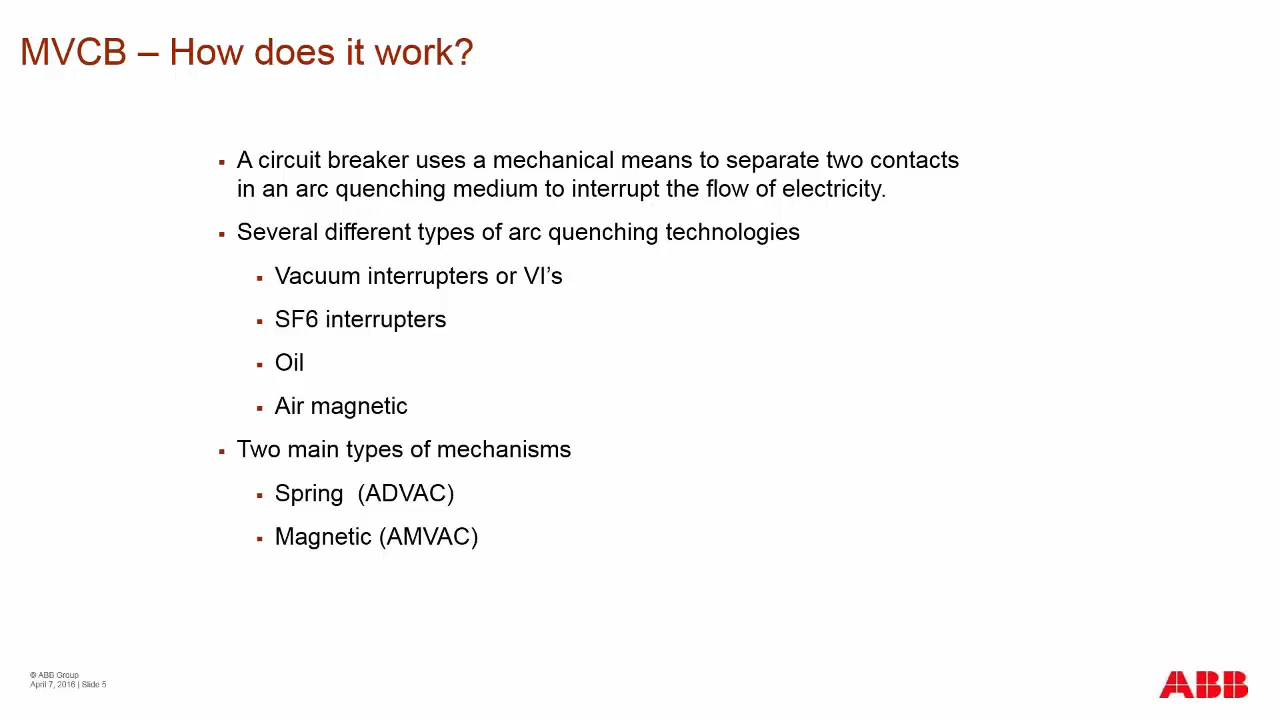 MVCB – How does it work?
▪ A circuit breaker uses a mechanical means to separate two contacts
in an arc quenching medium to interrupt the flow of electricity.
▪ Several different types of arc quenching technologies
▪ Vacuum interrupters or VI’s
▪ SF6 interrupters
▪ Oil
▪ Air magnetic
▪ Two main types of mechanisms
▪ Spring  (ADVAC)
▪ Magnetic (AMVAC)
© ABB Group
April 7, 2016 | Slide 5
ABB